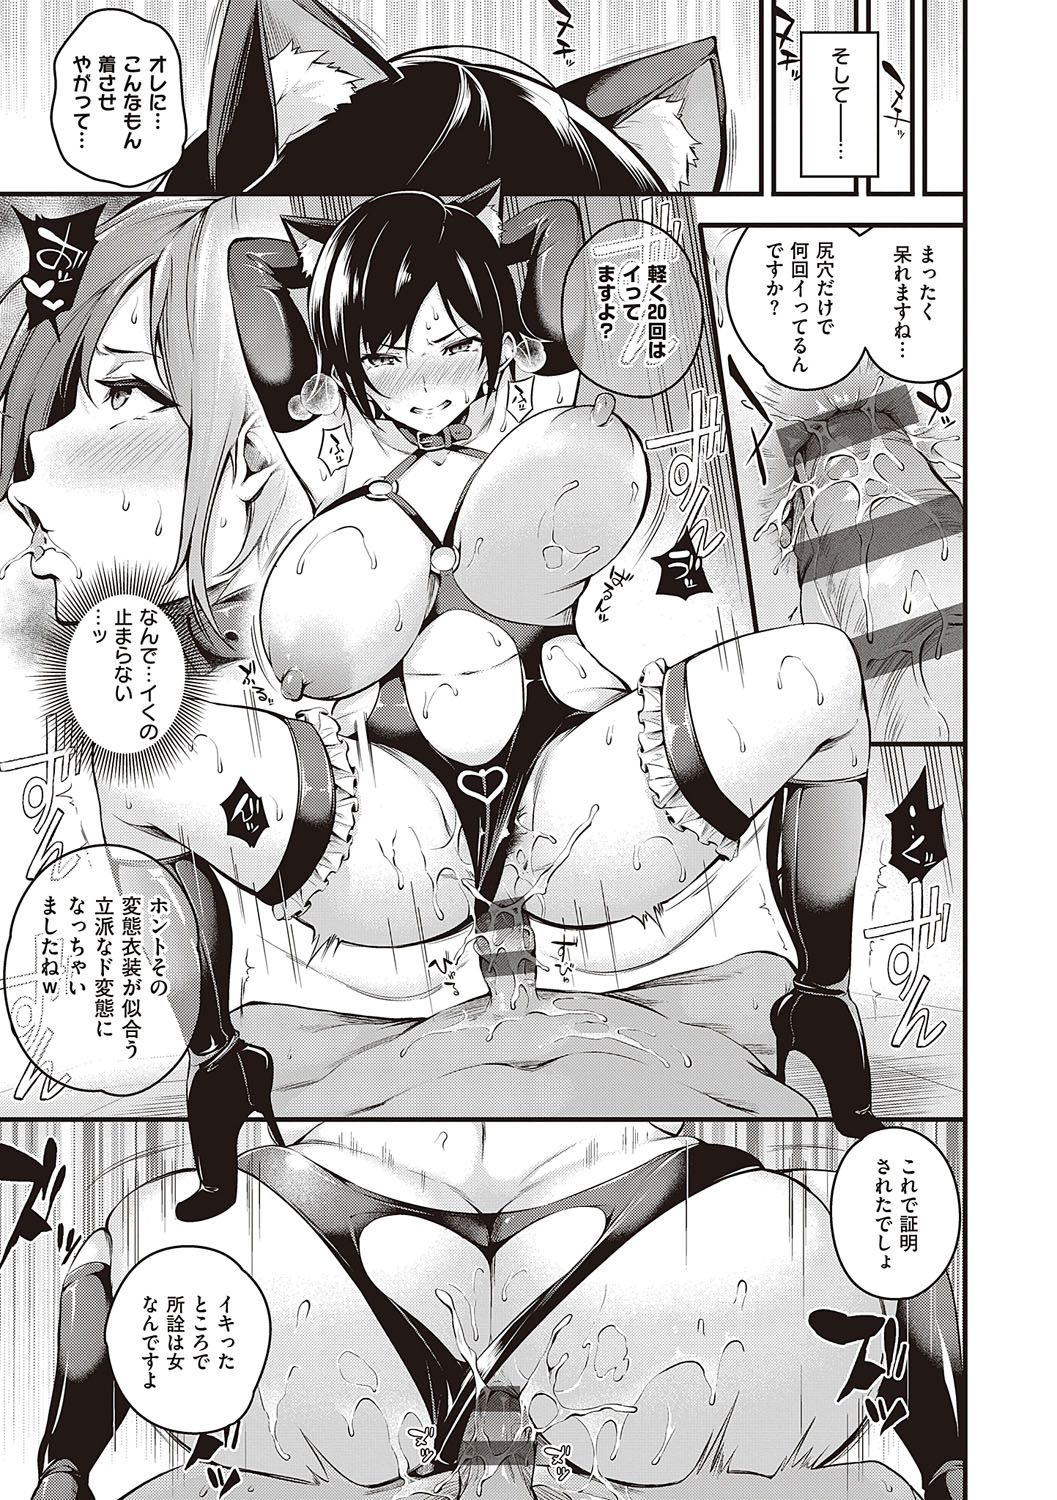 そして――…
オレに…
こんなもん
着させ
やがって…
まったく
呆れますね…
尻穴だけで
何回イってるん
ですか？
軽く20回は
イって
ますよ？
なんで…イくの
止まらない
…ッ
ホントその
変態衣装が似合う
立派なド変態に
なっちゃい
ましたねw
これで証明
されたでしょ
イキった
ところで
所詮は女
なんですよ